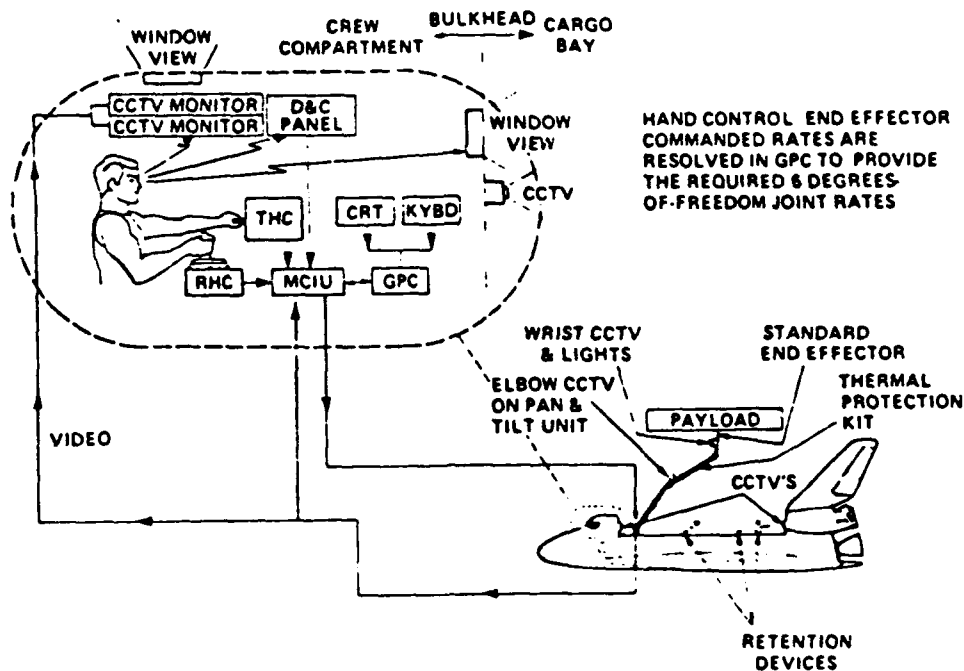 WINDOW
VIEW
CREW
COMPARTMENT
BULKHEAD
CARGO
BAY
CCTV MONITOR
CCTV MONITOR
D&C
PANEL
WINDOW
VIEW
CCTV
HAND CONTROL END EFFECTOR
COMMANDED RATES ARE
RESOLVED IN GPC TO PROVIDE
THE REQUIRED 6 DEGREES-
OF-FREEDOM JOINT RATES
THC
CRT
KYBD
RHC
MCIU
GPC
WRIST CCTV
& LIGHTS
STANDARD
END EFFECTOR
ELBOW CCTV
ON PAN &
TILT UNIT
THERMAL
PROTECTION
KIT
PAYLOAD
VIDEO
CCTV'S
RETENTION
DEVICES